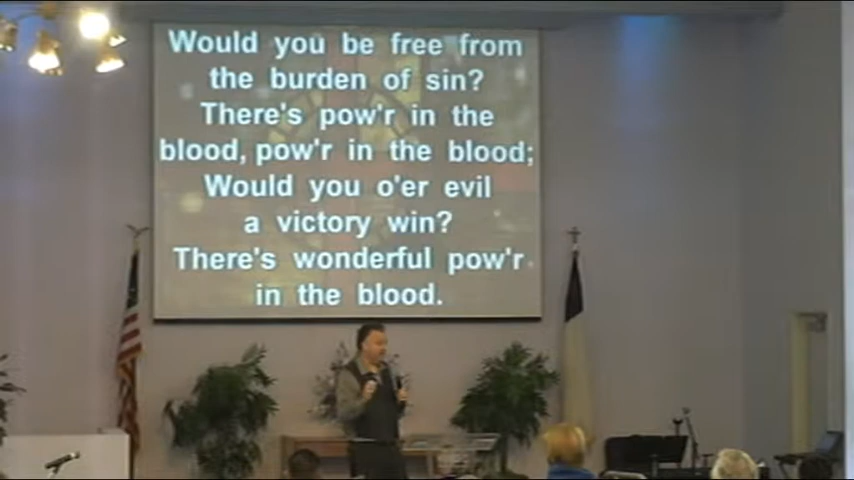 Would you be free from
the burden of sin?
There's pow'r in the
blood, pow'r in the blood;
Would you o'er evil
a victory win?
There's wonderful pow'r
in the blood.